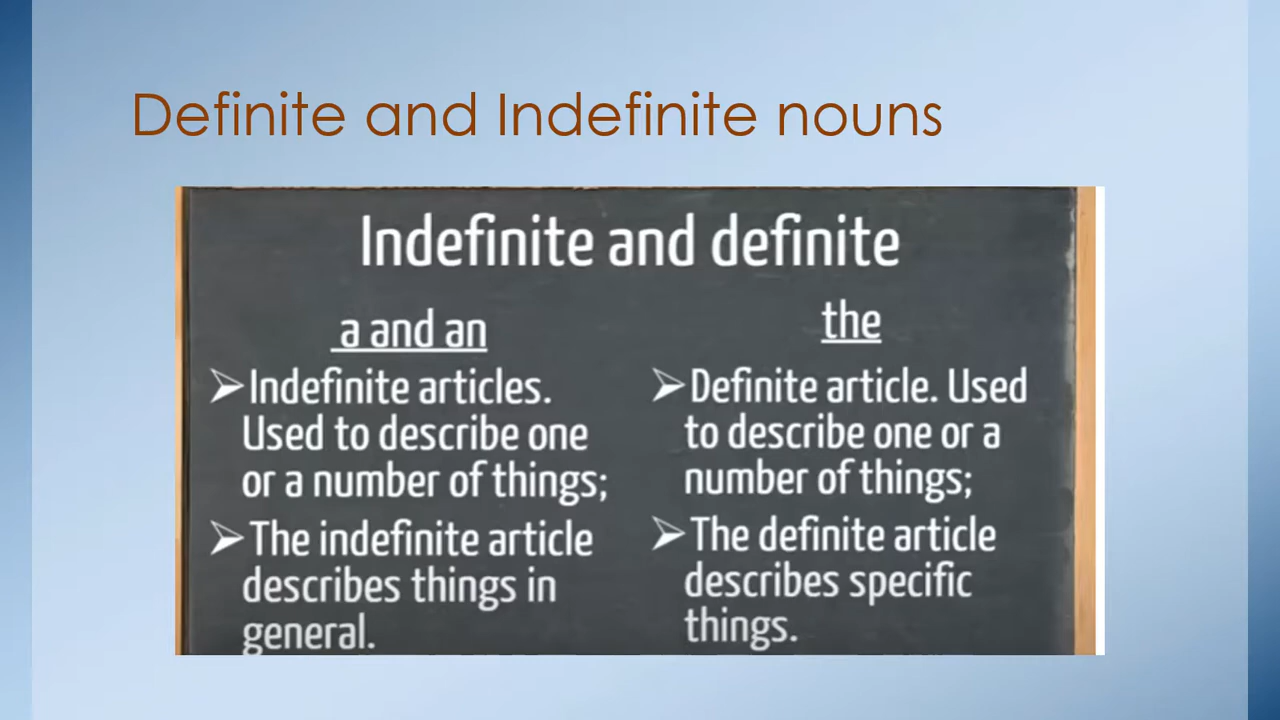 Definite and Indefinite nouns
Indefinite and definite
a and an
➢Indefinite articles.
Used to describe one
or a number of things;
➢The indefinite article
describes things in
general.
the
➢Definite article. Used
to describe one or a
number of things;
➢The definite article
describes specific
things.